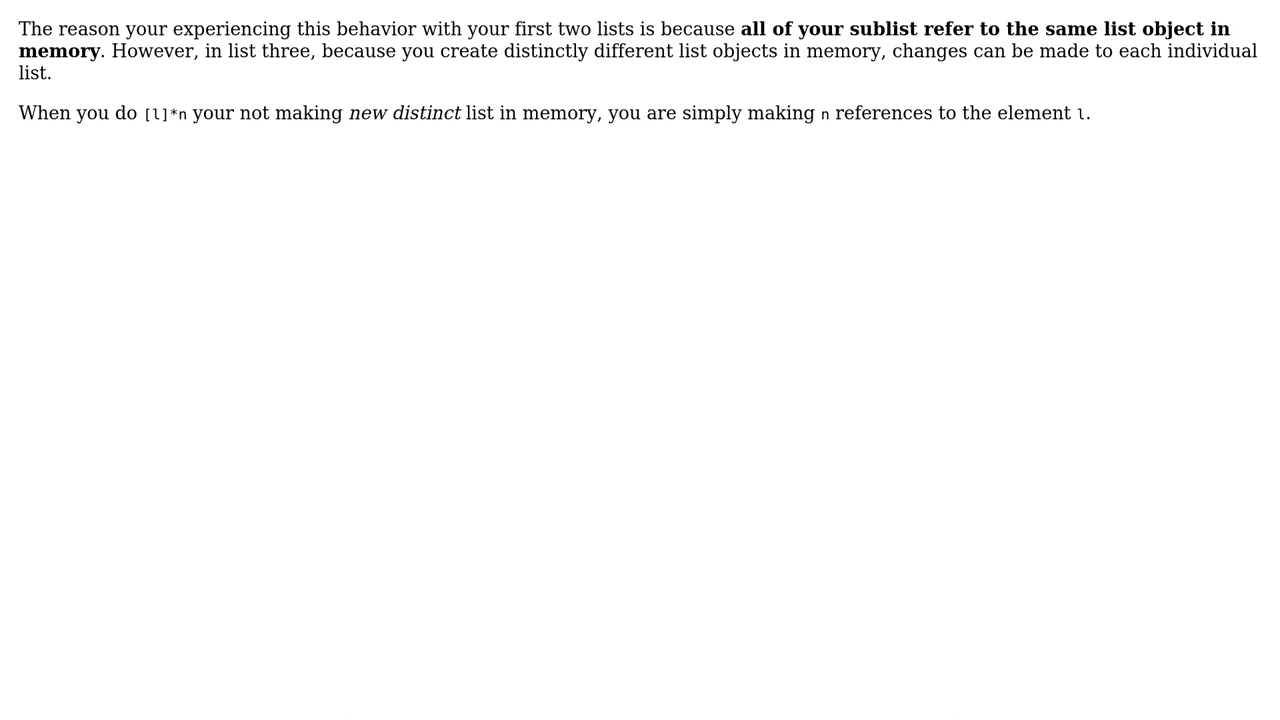 The reason your experiencing this behavior with your first two lists is because all of your sublist refer to the same list object in
memory. However, in list three, because you create distinctly different list objects in memory, changes can be made to each individual
list.
When you do [l]*n your not making new distinct list in memory, you are simply making n references to the element l.